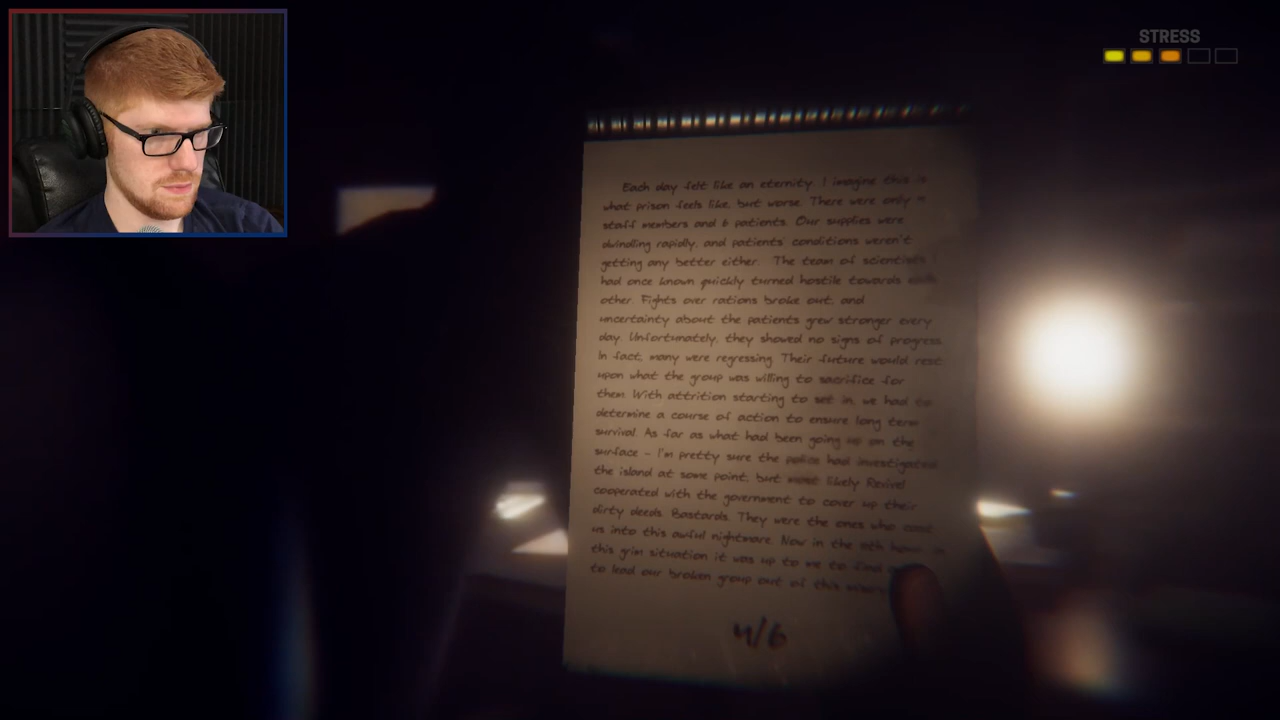 STRESS
Each day felt like an eternity. I imagine this is
what prison feels like, but worse. There were only
staff members and 6 patients. Our supplies were
dwindling rapidly, and patients' conditions weren't
getting any better either. The team of scientists I
had once known quickly turned hostile towards each
other. Fights over rations broke out, and
uncertainty about the patients grew stronger every
day. Unfortunately, they showed no signs of progress.
In fact, many were regressing. Their future would rest
upon what the group was willing to sacrifice for
them. With attrition starting to set in, we had to
determine a course of action to ensure long term
survival. As far as what had been going up on the
surface - I'm pretty sure the police had investigated
the island at some point, but most likely Revival
cooperated with the government to cover up their
dirty deeds. Bastards. They were the ones who cast
us into this awful nightmare. Now in the 11th hour in
this grim situation it was up to me to find
to lead our broken group out of this misery
4/6